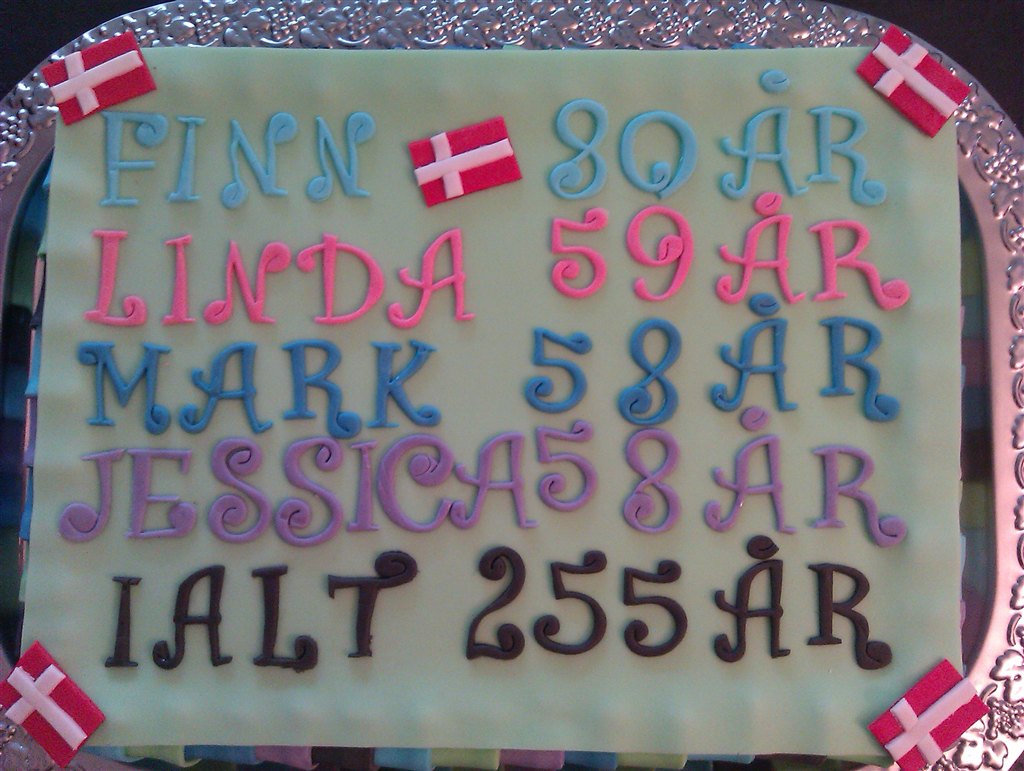 FINN 80 ÅR
LINDA 59 ÅR
MARK 58 ÅR
JESSICA 58 ÅR
IALT 255 ÅR